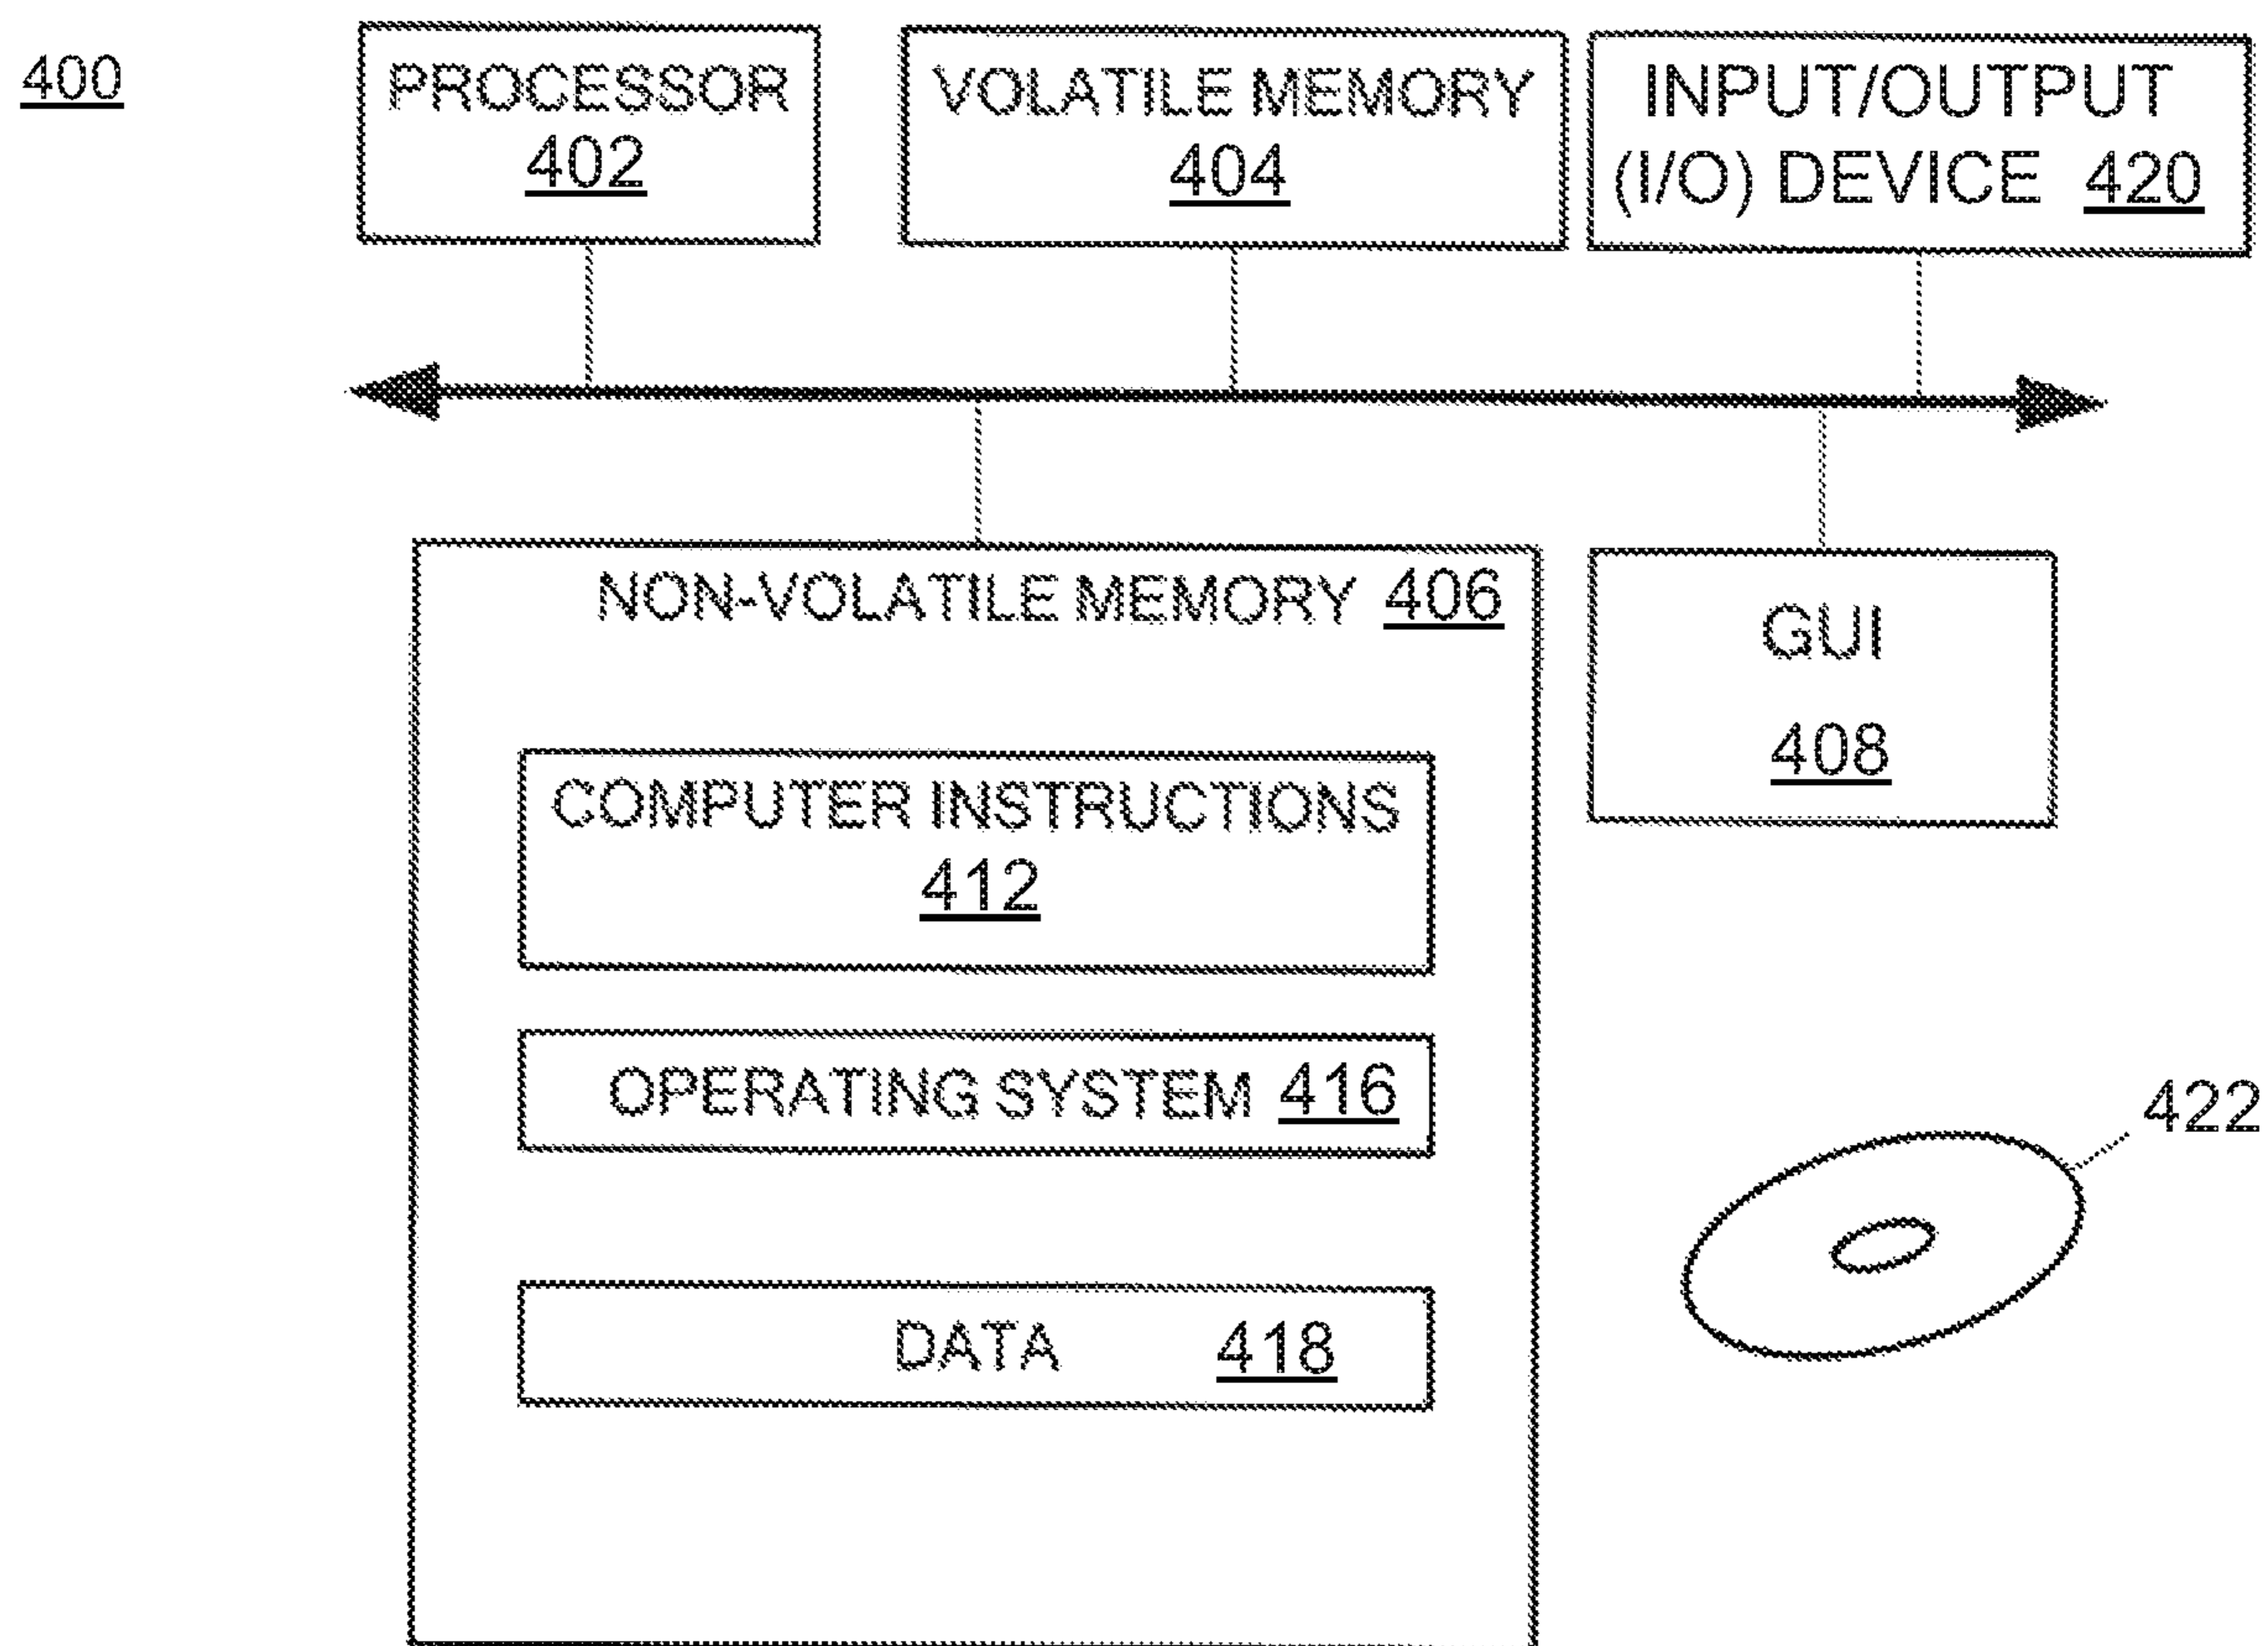 400
PROCESSOR
402
VOLATILE MEMORY
404
INPUT/OUTPUT
(I/O) DEVICE 420
NON-VOLATILE MEMORY 406
GUI
408
COMPUTER INSTRUCTIONS
412
OPERATING SYSTEM 416
422
DATA 418